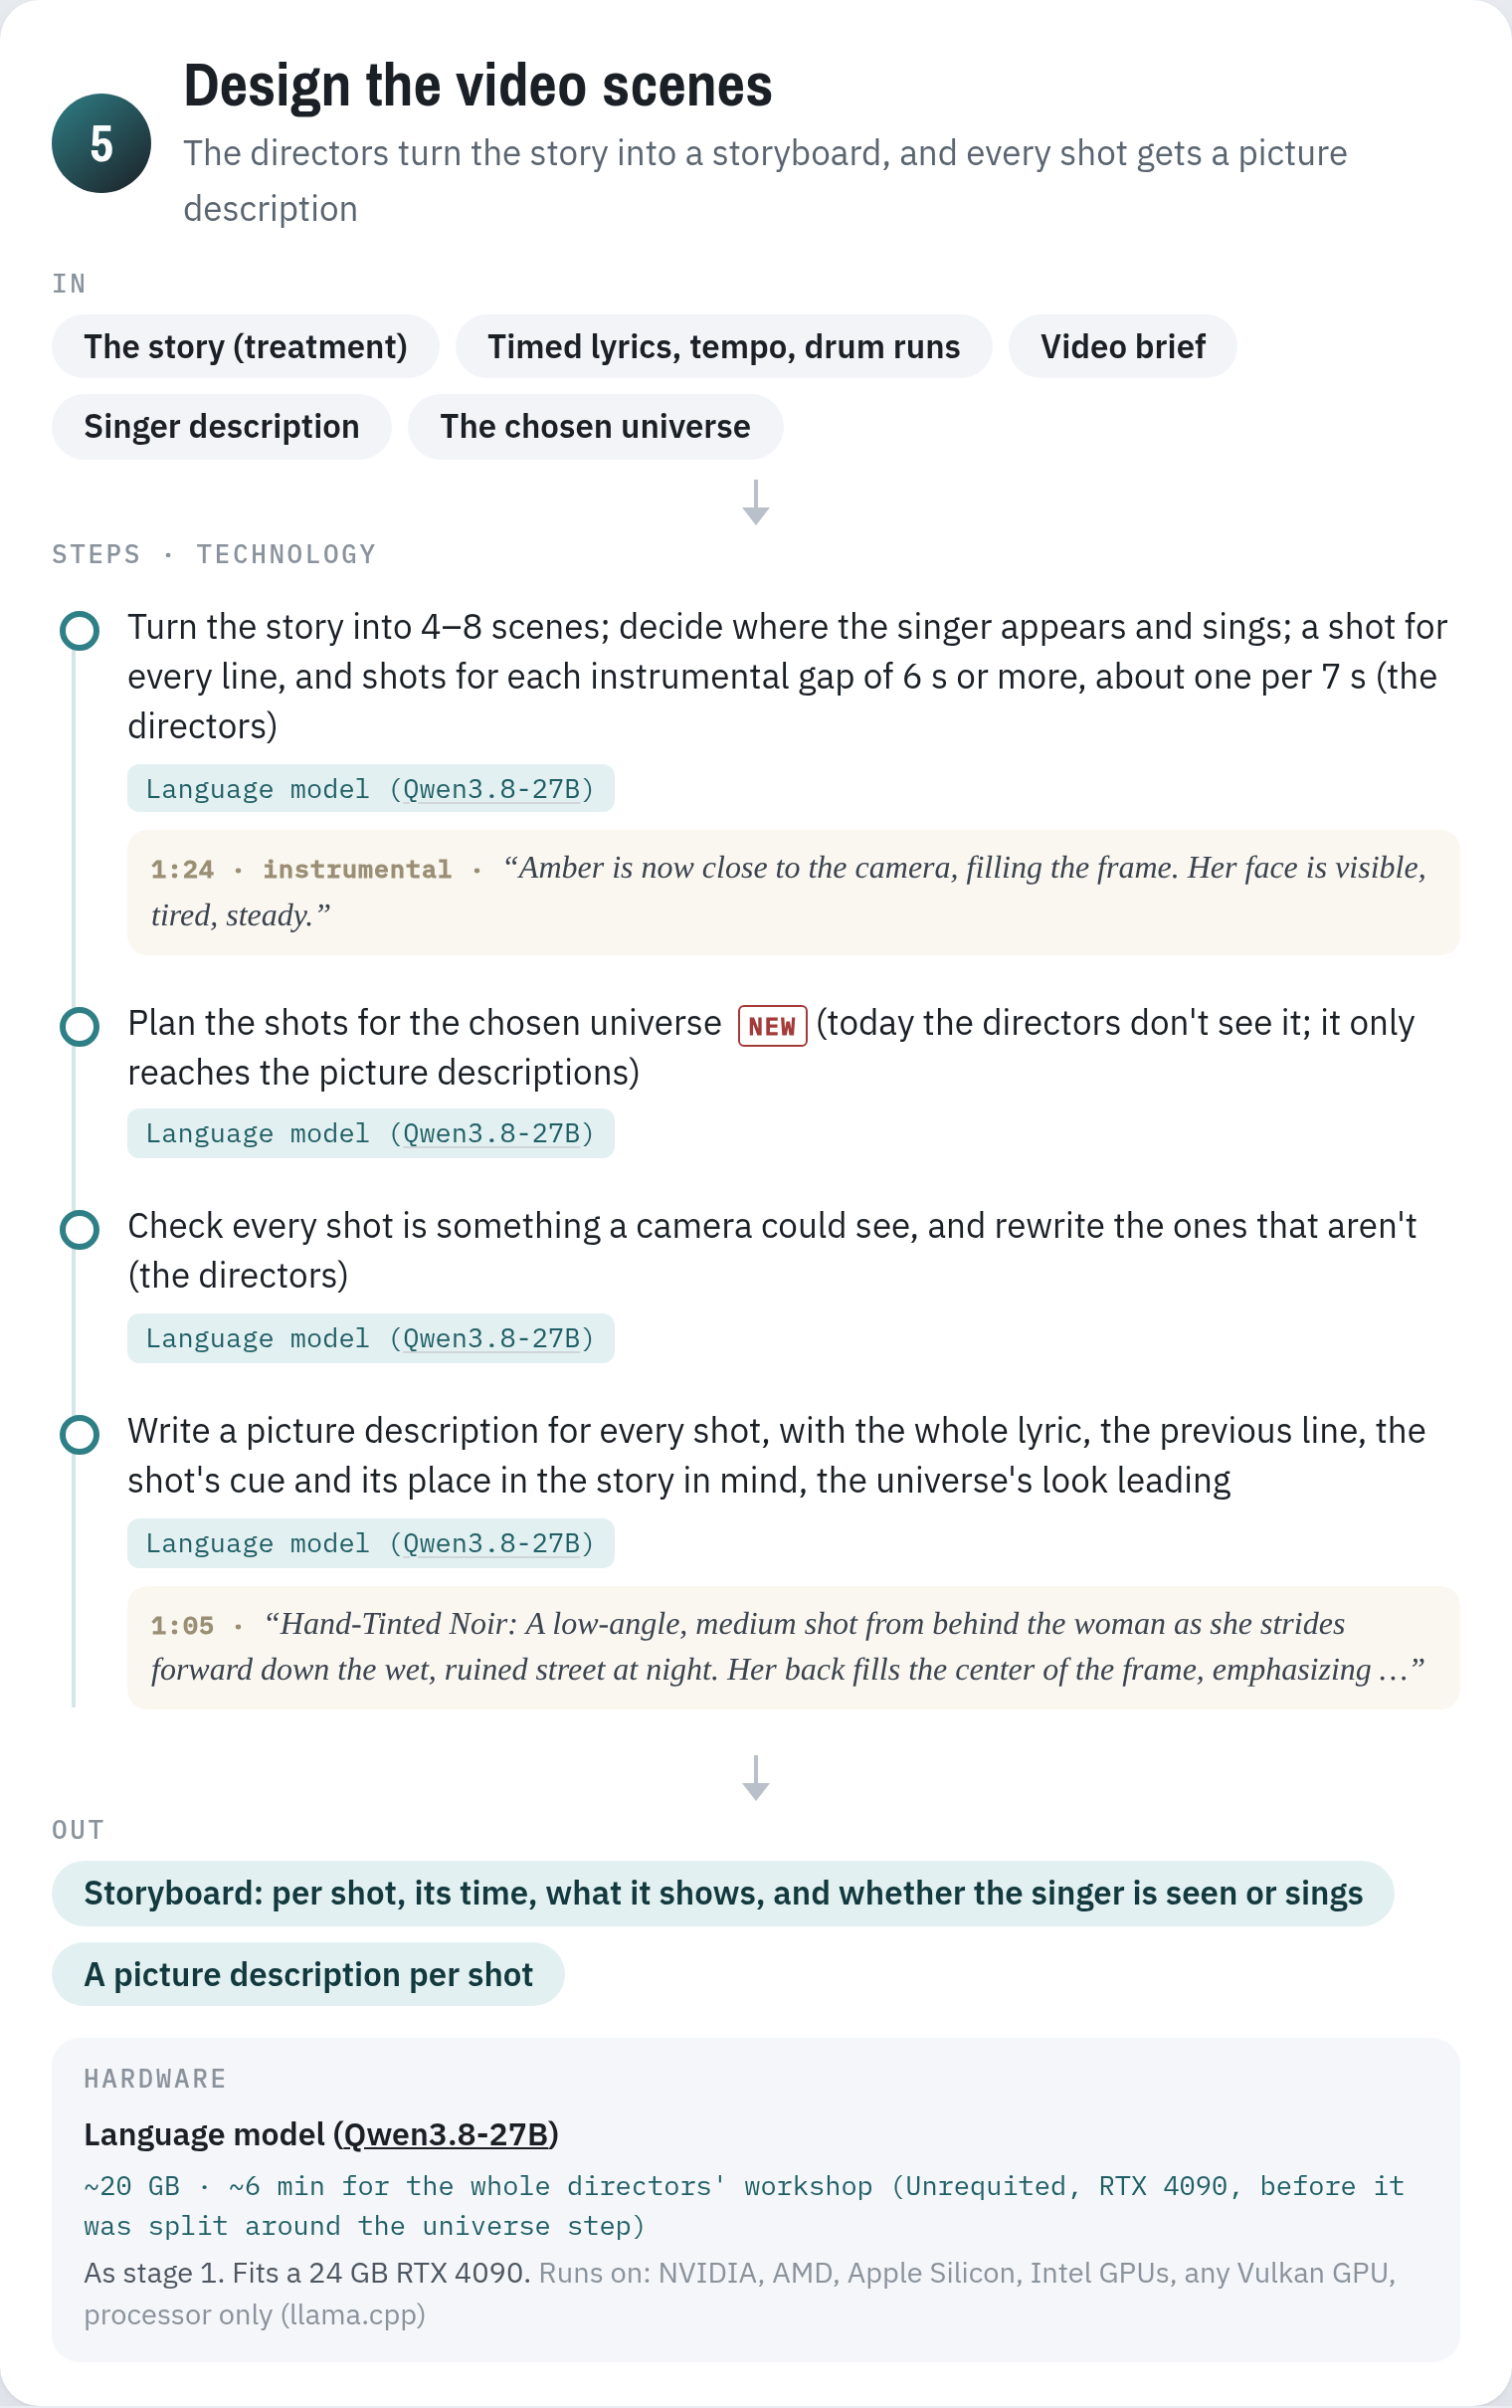 5
Design the video scenes
The directors turn the story into a storyboard, and every shot gets a picture
description
IN
The story (treatment)
Timed lyrics, tempo, drum runs
Video brief
Singer description
The chosen universe
STEPS · TECHNOLOGY
Turn the story into 4–8 scenes; decide where the singer appears and sings; a shot for
every line, and shots for each instrumental gap of 6 s or more, about one per 7 s (the
directors)
Language model (Qwen3.8-27B)
1:24 · instrumental · “Amber is now close to the camera, filling the frame. Her face is visible,
tired, steady.”
Plan the shots for the chosen universe NEW (today the directors don't see it; it only
reaches the picture descriptions)
Language model (Qwen3.8-27B)
Check every shot is something a camera could see, and rewrite the ones that aren't
(the directors)
Language model (Qwen3.8-27B)
Write a picture description for every shot, with the whole lyric, the previous line, the
shot's cue and its place in the story in mind, the universe's look leading
Language model (Qwen3.8-27B)
1:05 · “Hand-Tinted Noir: A low-angle, medium shot from behind the woman as she strides
forward down the wet, ruined street at night. Her back fills the center of the frame, emphasizing …”
OUT
Storyboard: per shot, its time, what it shows, and whether the singer is seen or sings
A picture description per shot
HARDWARE
Language model (Qwen3.8-27B)
~20 GB · ~6 min for the whole directors' workshop (Unrequited, RTX 4090, before it
was split around the universe step)
As stage 1. Fits a 24 GB RTX 4090. Runs on: NVIDIA, AMD, Apple Silicon, Intel GPUs, any Vulkan GPU,
processor only (llama.cpp)